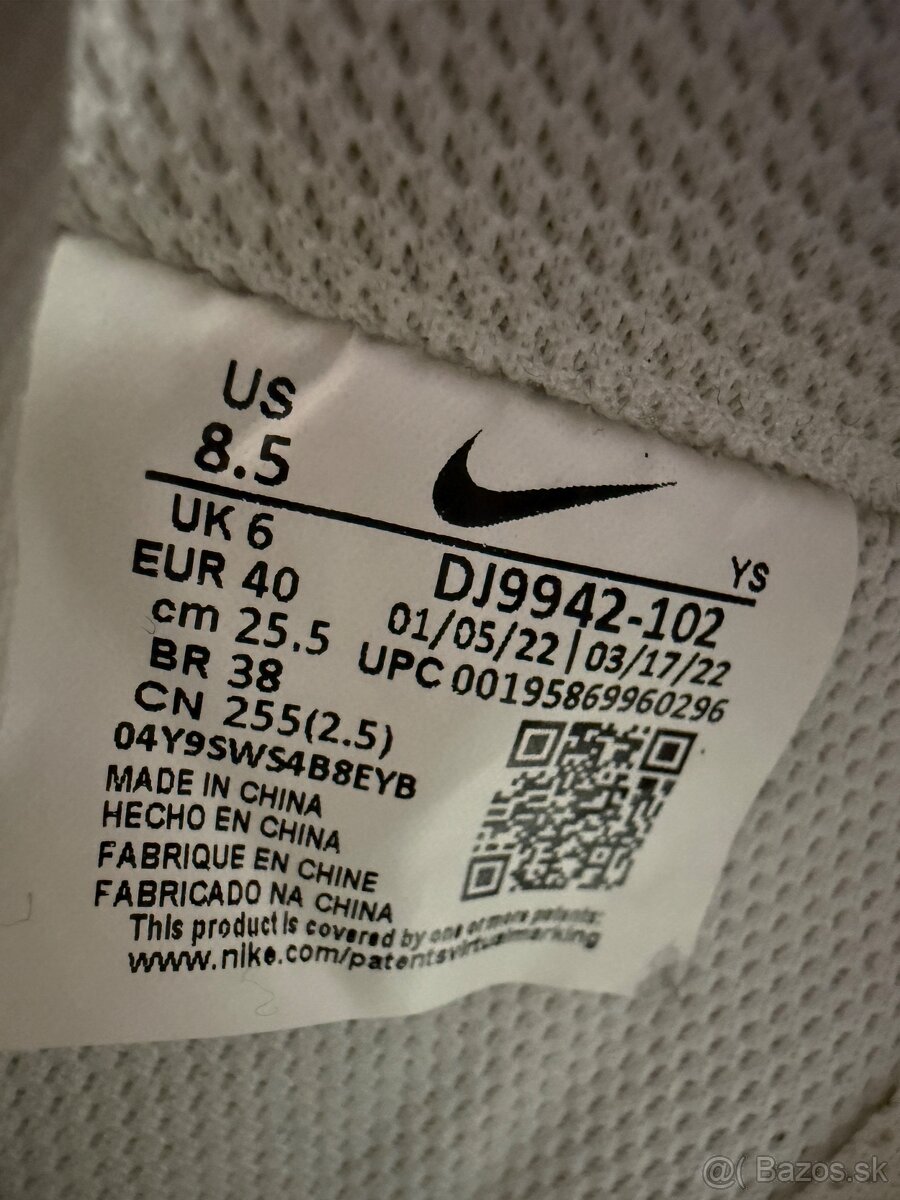 US
8.5
UK 6
EUR 40
cm 25.5
BR 38
CN 255(2.5)
04Y9SWS4B8EYB
MADE IN CHINA
HECHO EN CHINA
FABRIQUE EN CHINE
FABRICADO NA CHINA
This product is covered by one or more patents:
www.nike.com/patentsvirtualmarking
YS
DJ9942-102
01/05/22 | 03/17/22
UPC 00195869960296
@( Bazos.sk